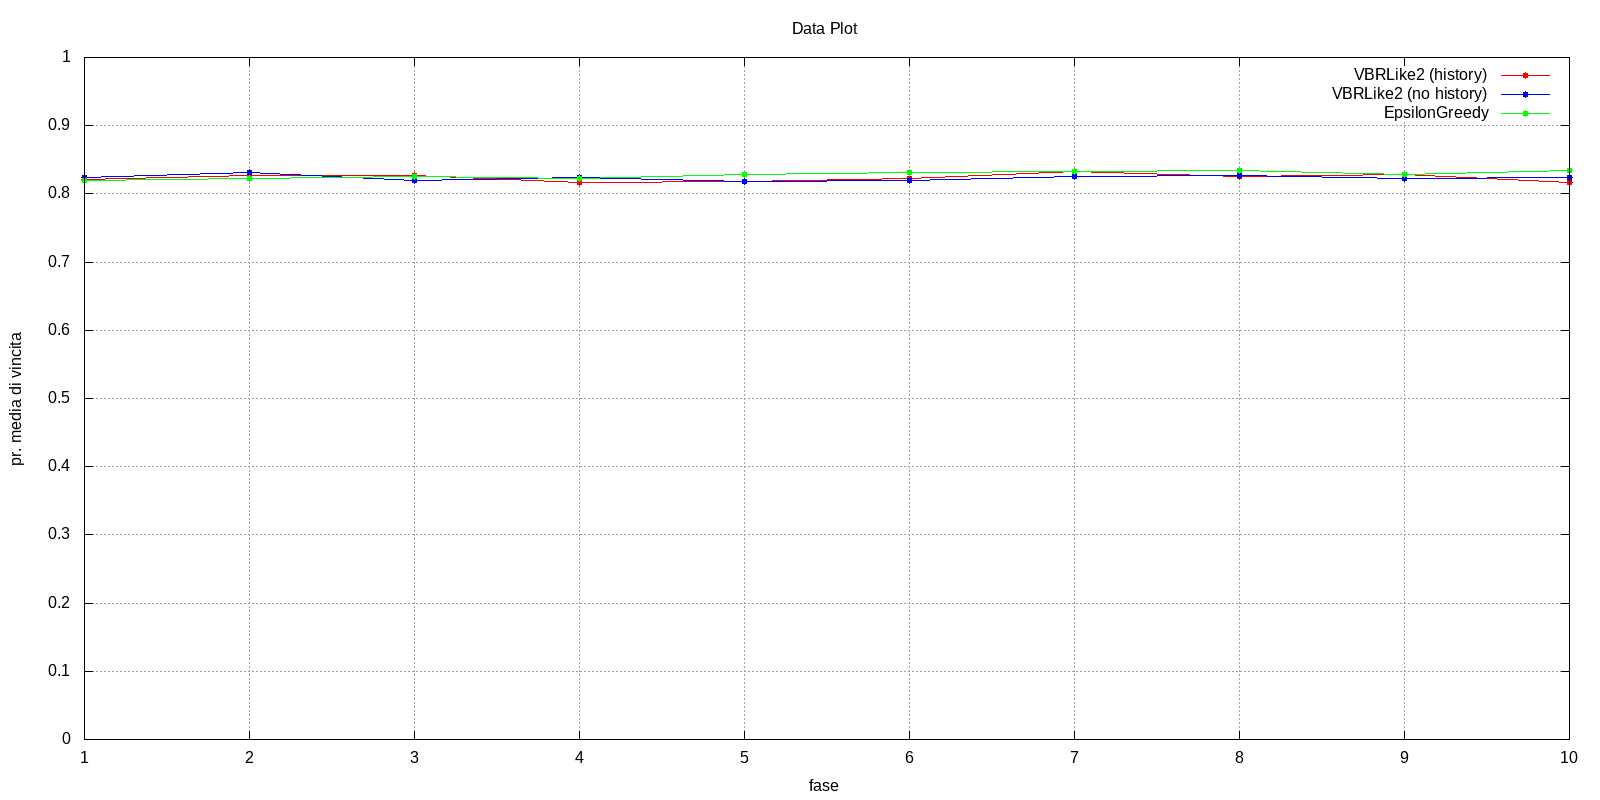 Data Plot
VBRLike2 (history)
VBRLike2 (no history)
EpsilonGreedy
pr. media di vincita
1
0.9
0.8
0.7
0.6
0.5
0.4
0.3
0.2
0.1
0
1 2 3 4 5 6 7 8 9 10
fase